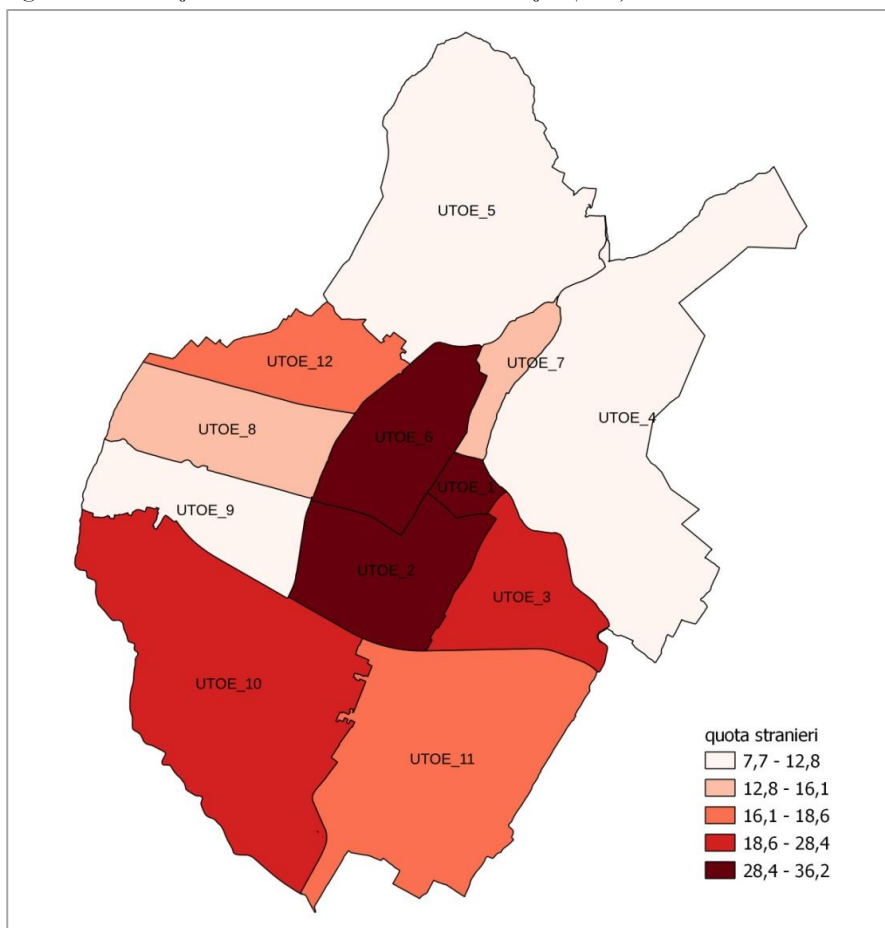 UTOE_5
UTOE_12
UTOE_7
UTOE_4
UTOE_8
UTOE_6
UTOE_1
UTOE_9
UTOE_2
UTOE_3
UTOE_10
UTOE_11
quota stranieri
7,7 - 12,8
12,8 - 16,1
16,1 - 18,6
18,6 - 28,4
28,4 - 36,2